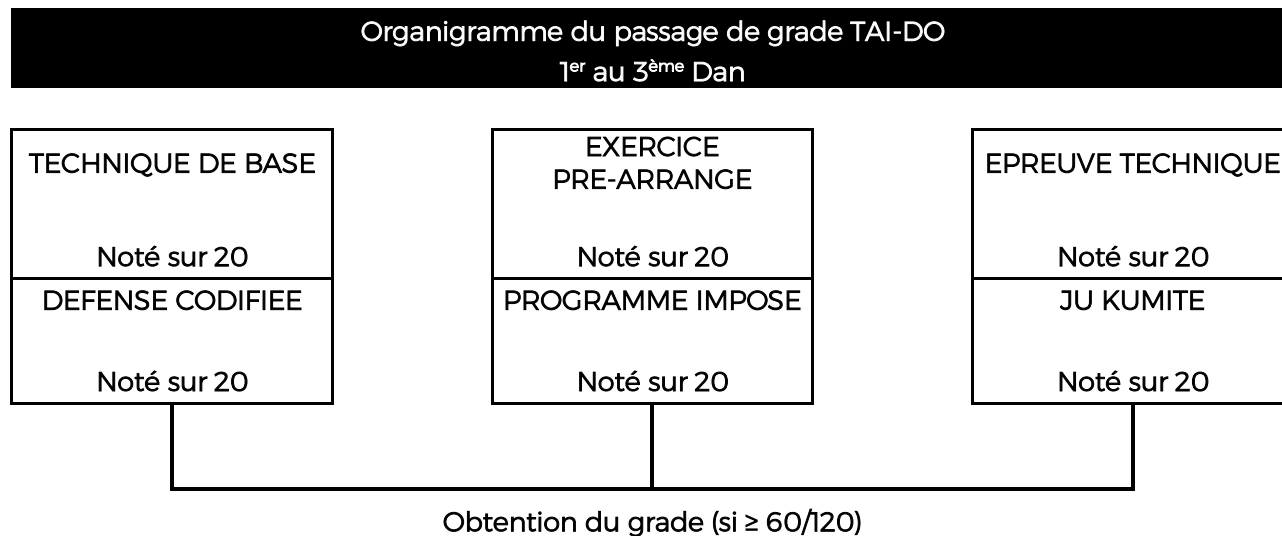 Organigramme du passage de grade TAI-DO
1er au 3ème Dan
TECHNIQUE DE BASE
Noté sur 20
DEFENSE CODIFIEE
Noté sur 20
EXERCICE
PRE-ARRANGE
Noté sur 20
PROGRAMME IMPOSE
Noté sur 20
EPREUVE TECHNIQUE
Noté sur 20
JU KUMITE
Noté sur 20
Obtention du grade (si ≥ 60/120)